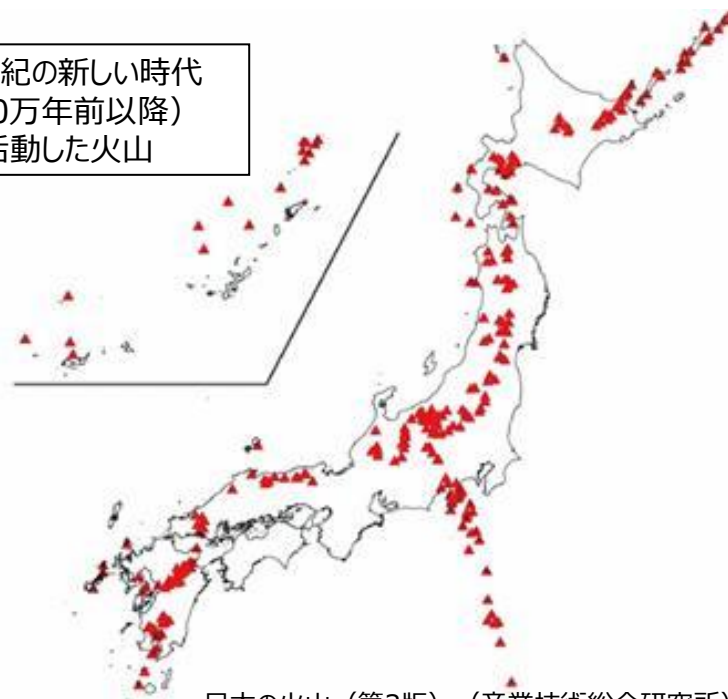 紀の新しい時代
0万年前以降）
活動した火山
日本の火山（第3版）（産業技術総合研究所）